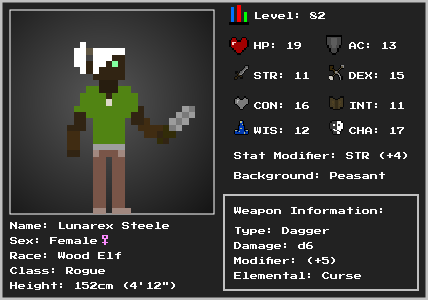 Level: 82
HP: 19
AC: 13
STR: 11
DEX: 15
CON: 16
INT: 11
WIS: 12
CHA: 17
Stat Modifier: STR (+4)
Background: Peasant
Name: Lunarex Steele
Sex: Female
Race: Wood Elf
Class: Rogue
Height: 152cm (4'12")
Weapon Information:
Type: Dagger
Damage: d6
Modifier: (+5)
Elemental: Curse